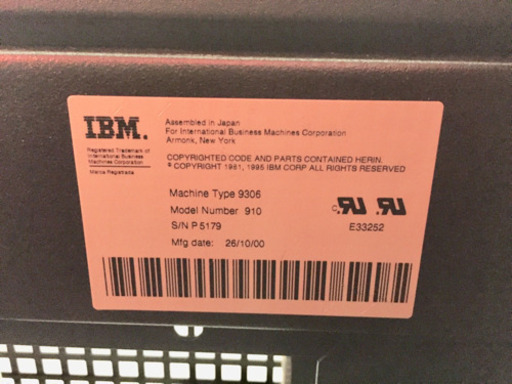 IBM.
Registered Trademark of
International Business
Machines Corporation
Marca Registrada
Assembled in Japan
For International Business Machines Corporation
Armonk, New York
COPYRIGHTED CODE AND PARTS CONTAINED HERIN.
© COPYRIGHT 1981, 1995 IBM CORP ALL RIGHTS RESERVED
Machine Type 9306
Model Number 910
S/N P5179
Mfg date: 26/10/00
E33252